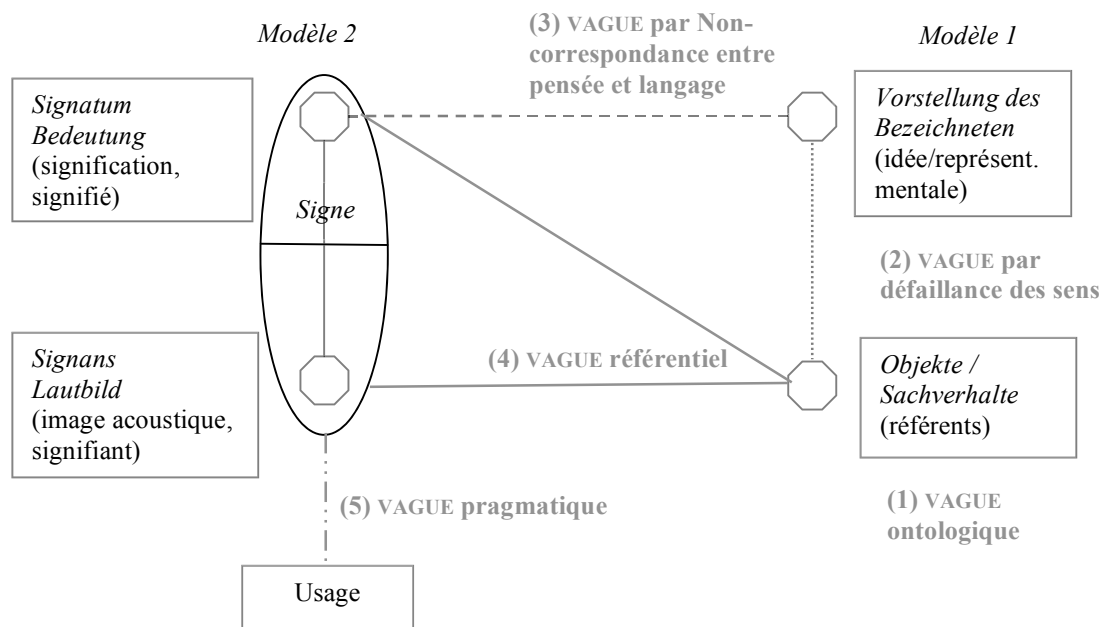 Modèle 2
(3) VAGUE par Non-
correspondance entre
pensée et langage
Modèle 1
Signatum
Bedeutung
(signification,
signifié)
Signe
Vorstellung des
Bezeichneten
(idée/représent.
mentale)
(2) VAGUE par
défaillance des sens
Signans
Lautbild
(image acoustique,
signifiant)
(4) VAGUE référentiel
Objekte /
Sachverhalte
(référents)
(5) VAGUE pragmatique
(1) VAGUE
ontologique
Usage